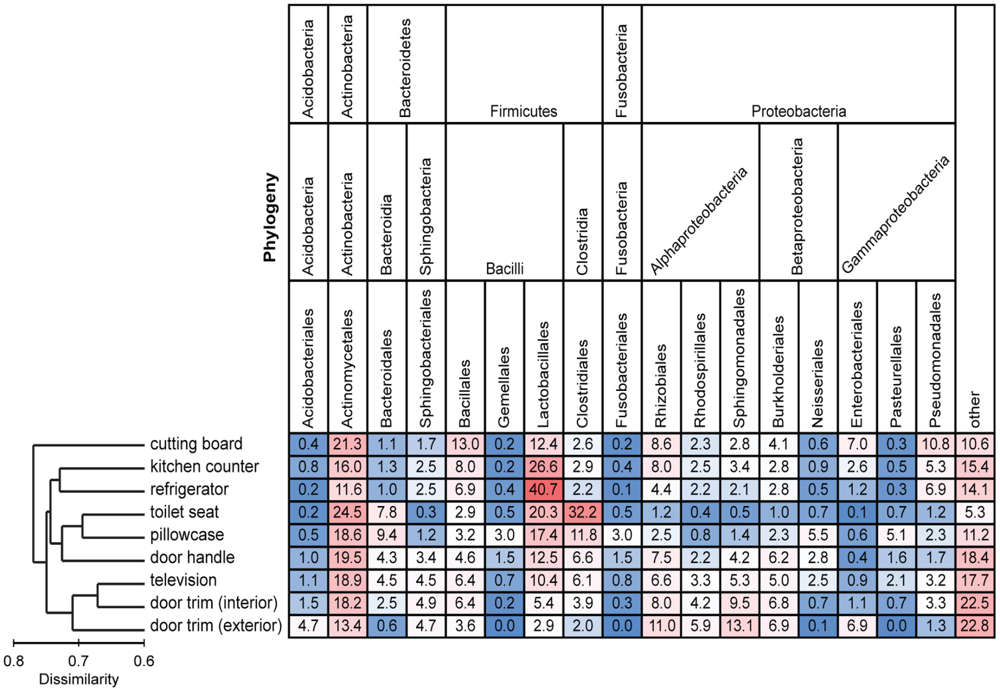 Acidobacteria Actinobacteria Bacteroidetes Firmicutes Fusobacteria Proteobacteria
Phylogeny
Acidobacteria Actinobacteria Bacteroidia Sphingobacteria Bacilli Clostridia Fusobacteria Alphaproteobacteria Betaproteobacteria Gammaproteobacteria
Acidobacteriales Actinomycetales Bacteroidales Sphingobacteriales Bacillales Gemellales Lactobacillales Clostridiales Fusobacteriales Rhizobiales Rhodospirillales Sphingomonadales Burkholderiales Neisseriales Enterobacteriales Pasteurellales Pseudomonadales other
cutting board 0.4 21.3 1.1 1.7 13.0 0.2 12.4 2.6 0.2 8.6 2.3 2.8 4.1 0.6 7.0 0.3 10.8 10.6
kitchen counter 0.8 16.0 1.3 2.5 8.0 0.2 26.6 2.9 0.4 8.0 2.5 3.4 2.8 0.9 2.6 0.5 5.3 15.4
refrigerator 0.2 11.6 1.0 2.5 6.9 0.4 40.7 2.2 0.1 4.4 2.2 2.1 2.8 0.5 1.2 0.3 6.9 14.1
toilet seat 0.2 24.5 7.8 0.3 2.9 0.5 20.3 32.2 0.5 1.2 0.4 0.5 1.0 0.7 0.1 0.7 1.2 5.3
pillowcase 0.5 18.6 9.4 1.2 3.2 3.0 17.4 11.8 3.0 2.5 0.8 1.4 2.3 5.5 0.6 5.1 2.3 11.2
door handle 1.0 19.5 4.3 3.4 4.6 1.5 12.5 6.6 1.5 7.5 2.2 4.2 6.2 2.8 0.4 1.6 1.7 18.4
television 1.1 18.9 4.5 4.5 6.4 0.7 10.4 6.1 0.8 6.6 3.3 5.3 5.0 2.5 0.9 2.1 3.2 17.7
door trim (interior) 1.5 18.2 2.5 4.9 6.4 0.2 5.4 3.9 0.3 8.0 4.2 9.5 6.8 0.7 1.1 0.7 3.3 22.5
door trim (exterior) 4.7 13.4 0.6 4.7 3.6 0.0 2.9 2.0 0.0 11.0 5.9 13.1 6.9 0.1 6.9 0.0 1.3 22.8
0.8 0.7 0.6
Dissimilarity